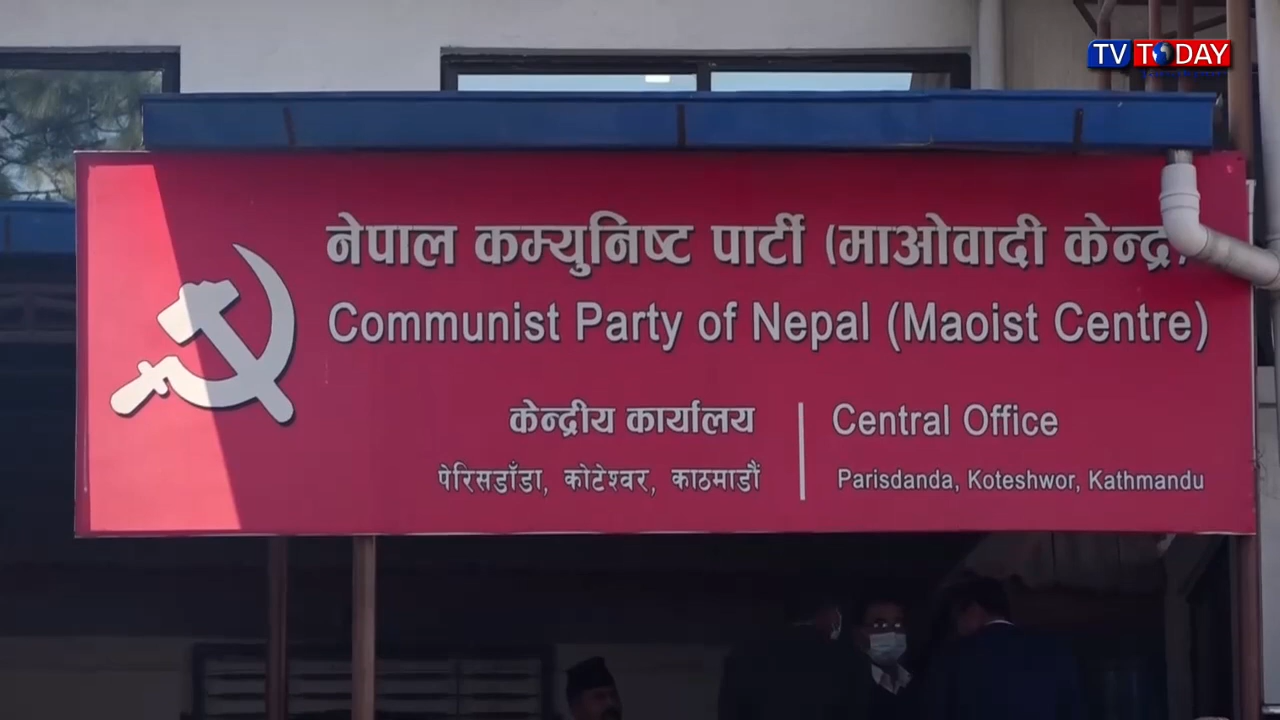 TV TODAY
नेपाल कम्युनिष्ट पार्टी (माओवादी केन्द्र)
Communist Party of Nepal (Maoist Centre)
केन्द्रीय कार्यालय
पेरिसडाँडा, कोटेश्वर, काठमाडौं
Central Office
Parisdanda, Koteshwor, Kathmandu